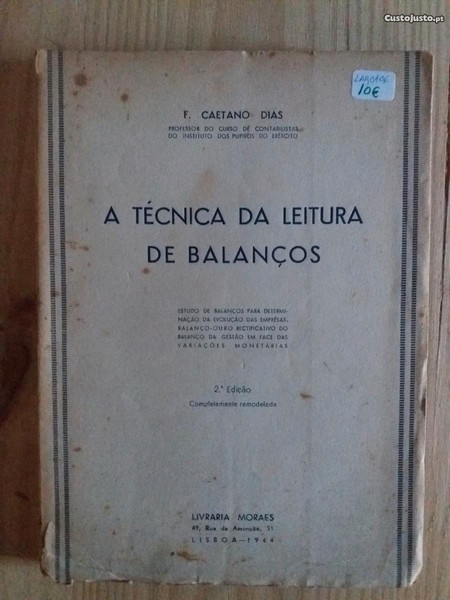 CustoJusto.pt
LABORDE
10€
F. CAETANO DIAS
PROFESSOR DO CURSO DE CONTABILISTAS
DO INSTITUTO DOS PUPILOS DO EXÉRCITO
A TÉCNICA DA LEITURA
DE BALANÇOS
ESTUDO DE BALANÇOS PARA DETERMI-
NAÇÃO DA EVOLUÇÃO DAS EMPRÊSAS.
BALANÇO-OURO RECTIFICATIVO DO
BALANÇO DA GESTÃO EM FACE DAS
VARIAÇÕES MONETÁRIAS
2.ª Edição
Completamente remodelada
LIVRARIA MORAES
49, Rua da Assunção, 51
LISBOA—1944